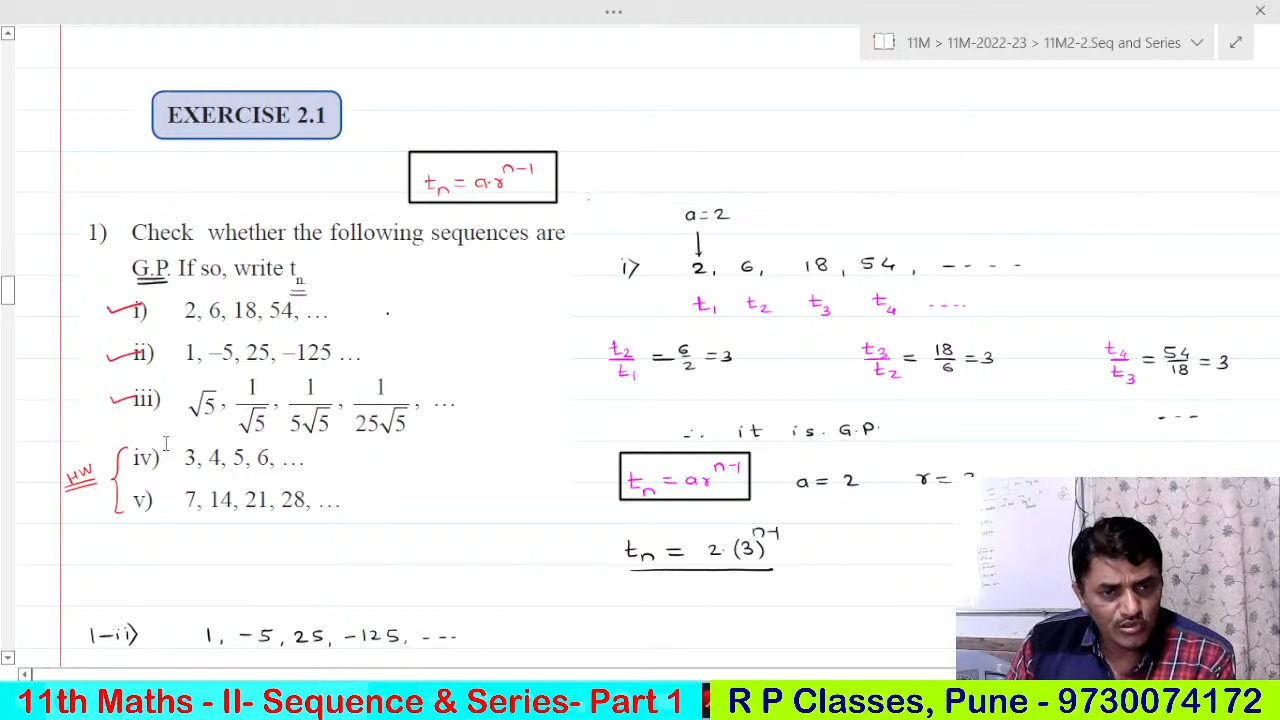 11M > 11M-2022-23 > 11M2-2.Seq and Series
EXERCISE 2.1
tn = a·r^n-1
1) Check whether the following sequences are
G.P. If so, write tn.
i) 2, 6, 18, 54, ...
ii) 1, –5, 25, –125 ...
iii) √5, 1/√5, 1/5√5, 1/25√5, ...
HW
iv) 3, 4, 5, 6, ...
v) 7, 14, 21, 28, ...
a = 2
i> 2, 6, 18, 54, ----
t1 t2 t3 t4 ....
t2/t1 = 6/2 = 3 t3/t2 = 18/6 = 3 t4/t3 = 54/18 = 3
---
∴ it is G.P.
tn = ar^n-1 a = 2 r =
tn = 2·(3)^n-1
1-ii> 1, -5, 25, -125, ---
11th Maths - II- Sequence & Series- Part 1
R P Classes, Pune - 9730074172